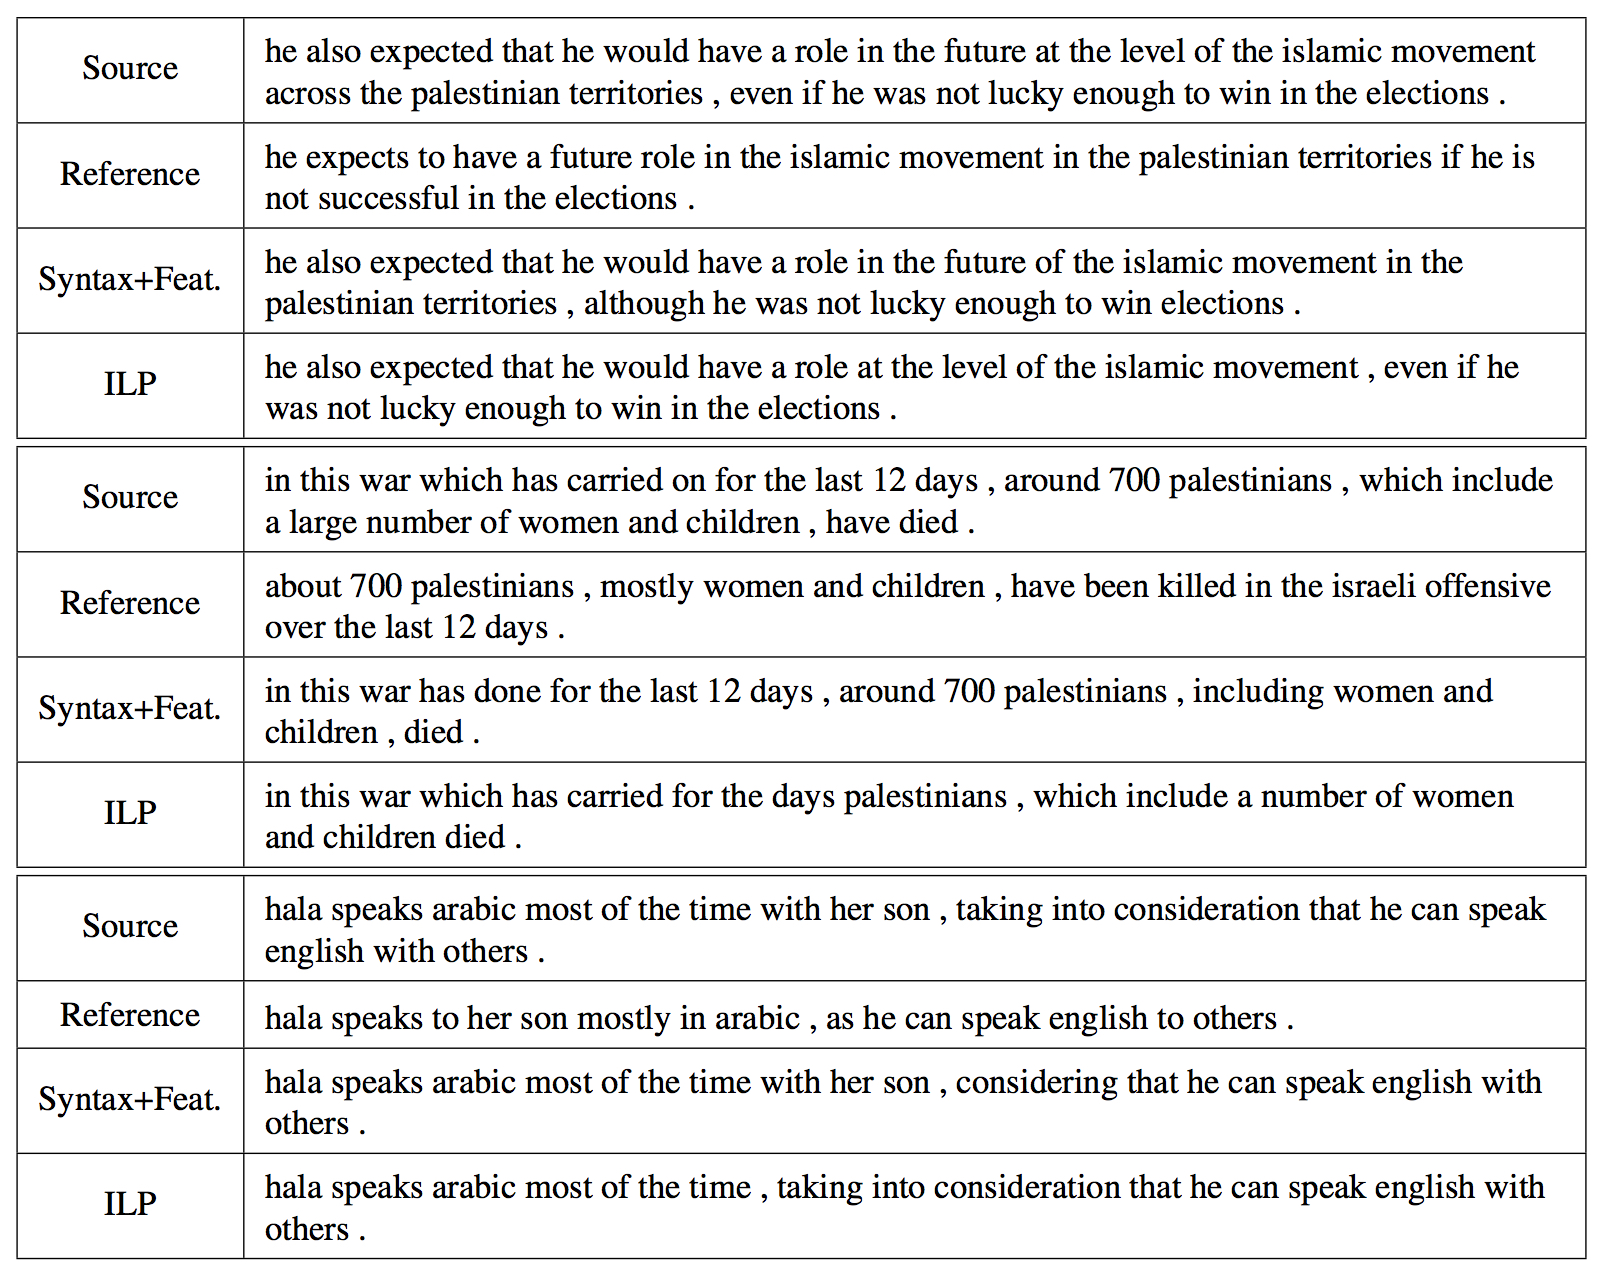 Source
he also expected that he would have a role in the future at the level of the islamic movement
across the palestinian territories , even if he was not lucky enough to win in the elections .
Reference
he expects to have a future role in the islamic movement in the palestinian territories if he is
not successful in the elections .
Syntax+Feat.
he also expected that he would have a role in the future of the islamic movement in the
palestinian territories , although he was not lucky enough to win elections .
ILP
he also expected that he would have a role at the level of the islamic movement , even if he
was not lucky enough to win in the elections .
Source
in this war which has carried on for the last 12 days , around 700 palestinians , which include
a large number of women and children , have died .
Reference
about 700 palestinians , mostly women and children , have been killed in the israeli offensive
over the last 12 days .
Syntax+Feat.
in this war has done for the last 12 days , around 700 palestinians , including women and
children , died .
ILP
in this war which has carried for the days palestinians , which include a number of women
and children died .
Source
hala speaks arabic most of the time with her son , taking into consideration that he can speak
english with others .
Reference
hala speaks to her son mostly in arabic , as he can speak english to others .
Syntax+Feat.
hala speaks arabic most of the time with her son , considering that he can speak english with
others .
ILP
hala speaks arabic most of the time , taking into consideration that he can speak english with
others .